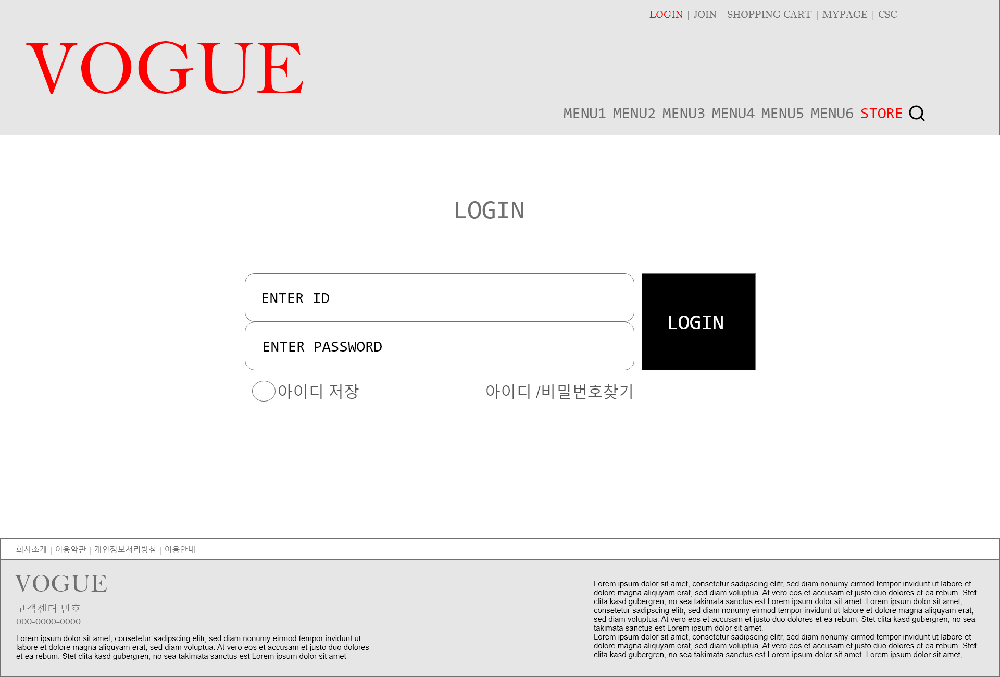 LOGIN | JOIN | SHOPPING CART | MYPAGE | CSC
VOGUE
MENU1 MENU2 MENU3 MENU4 MENU5 MENU6 STORE
LOGIN
ENTER ID
ENTER PASSWORD
LOGIN
아이디 저장
아이디 /비밀번호찾기
회사소개 | 이용약관 | 개인정보처리방침 | 이용안내
VOGUE
고객센터 번호
000-0000-0000
Lorem ipsum dolor sit amet, consetetur sadipscing elitr, sed diam nonumy eirmod tempor invidunt ut
labore et dolore magna aliquyam erat, sed diam voluptua. At vero eos et accusam et justo duo dolores
et ea rebum. Stet clita kasd gubergren, no sea takimata sanctus est Lorem ipsum dolor sit amet
Lorem ipsum dolor sit amet, consetetur sadipscing elitr, sed diam nonumy eirmod tempor invidunt ut labore et
dolore magna aliquyam erat, sed diam voluptua. At vero eos et accusam et justo duo dolores et ea rebum. Stet
clita kasd gubergren, no sea takimata sanctus est Lorem ipsum dolor sit amet. Lorem ipsum dolor sit amet,
consetetur sadipscing elitr, sed diam nonumy eirmod tempor invidunt ut labore et dolore magna aliquyam erat,
sed diam voluptua. At vero eos et accusam et justo duo dolores et ea rebum. Stet clita kasd gubergren, no sea
takimata sanctus est Lorem ipsum dolor sit amet.
Lorem ipsum dolor sit amet, consetetur sadipscing elitr, sed diam nonumy eirmod tempor invidunt ut labore et
dolore magna aliquyam erat, sed diam voluptua. At vero eos et accusam et justo duo dolores et ea rebum. Stet
clita kasd gubergren, no sea takimata sanctus est Lorem ipsum dolor sit amet. Lorem ipsum dolor sit amet,